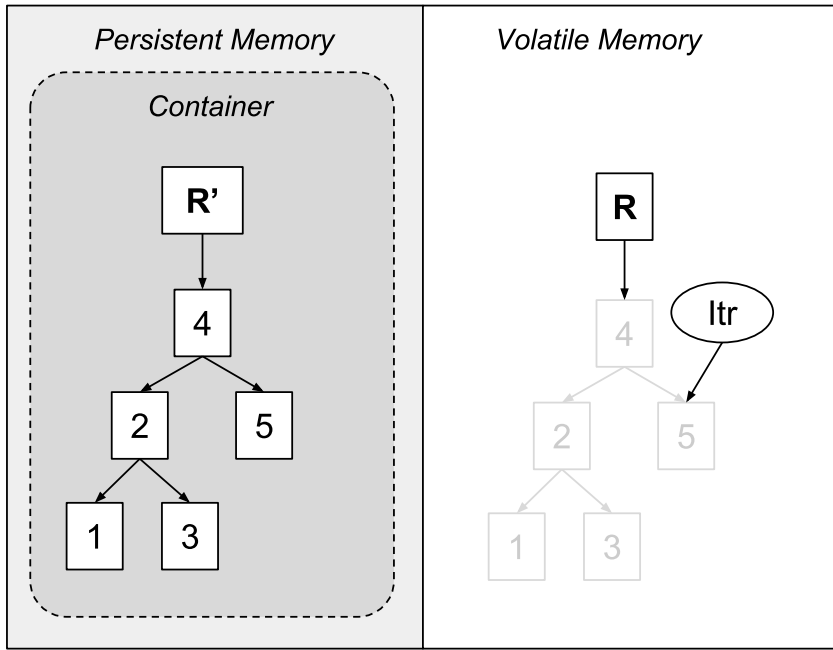 Persistent Memory
Container
R’
4
2
5
1
3
Volatile Memory
R
Itr
4
2
5
1
3